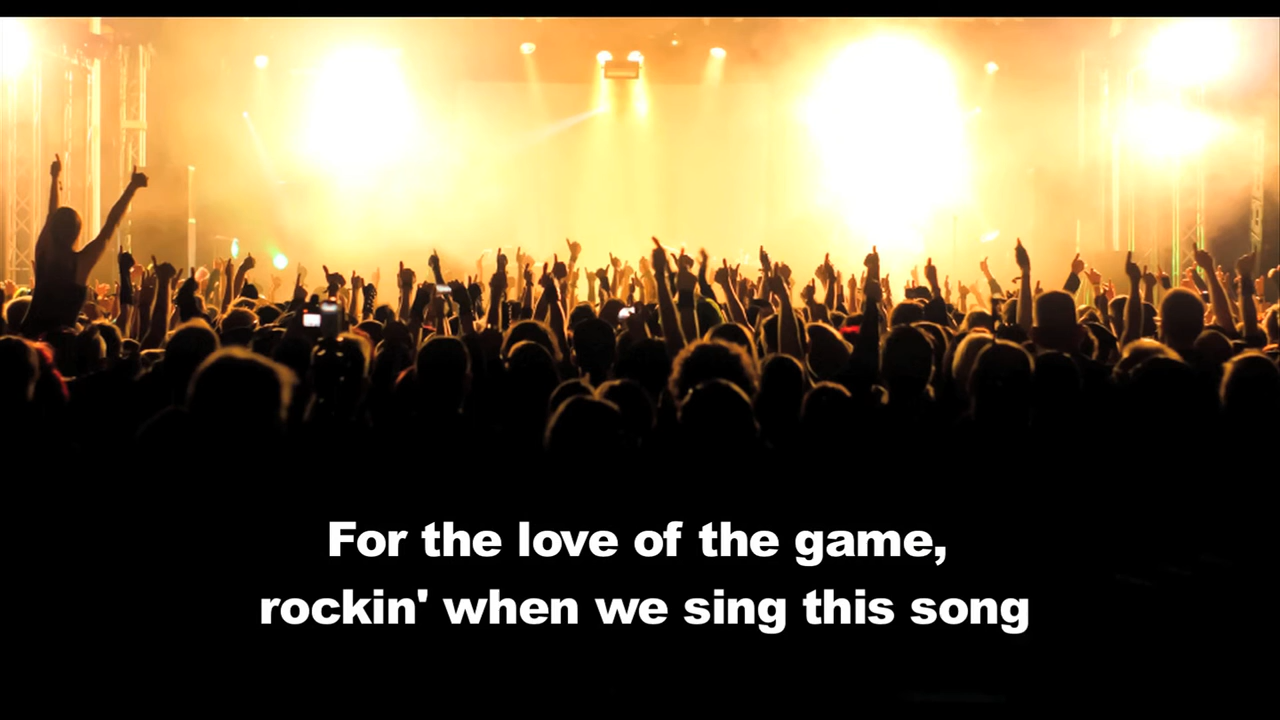 For the love of the game,
rockin' when we sing this song